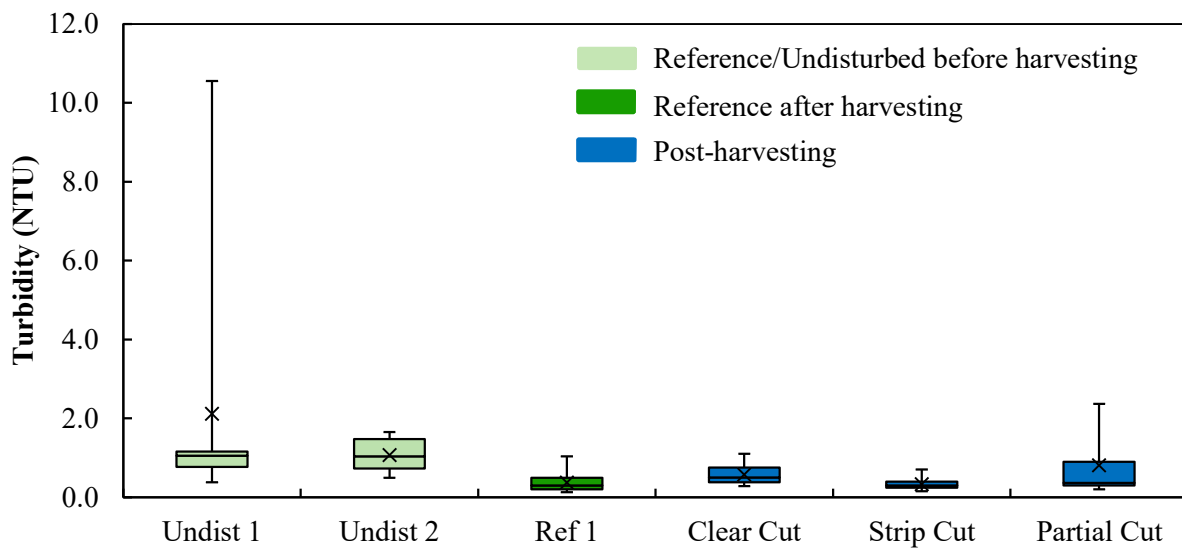 12.0
10.0
8.0
6.0
4.0
2.0
0.0
Turbidity (NTU)
Reference/Undisturbed before harvesting
Reference after harvesting
Post-harvesting
Undist 1 Undist 2 Ref 1 Clear Cut Strip Cut Partial Cut